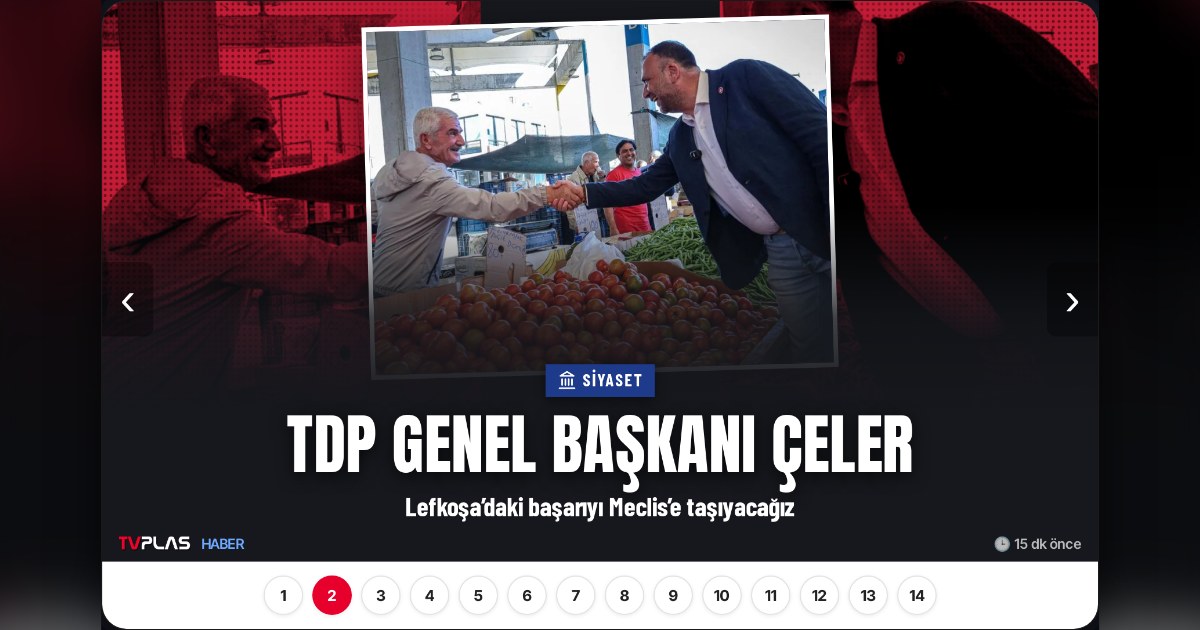 SİYASET
TDP GENEL BAŞKANI ÇELER
Lefkoşa'daki başarıyı Meclis'e taşıyacağız
TVPLAS HABER
15 dk önce
1 2 3 4 5 6 7 8 9 10 11 12 13 14